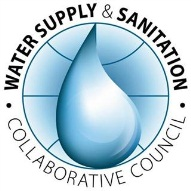 WATER SUPPLY & SANITATION
COLLABORATIVE COUNCIL